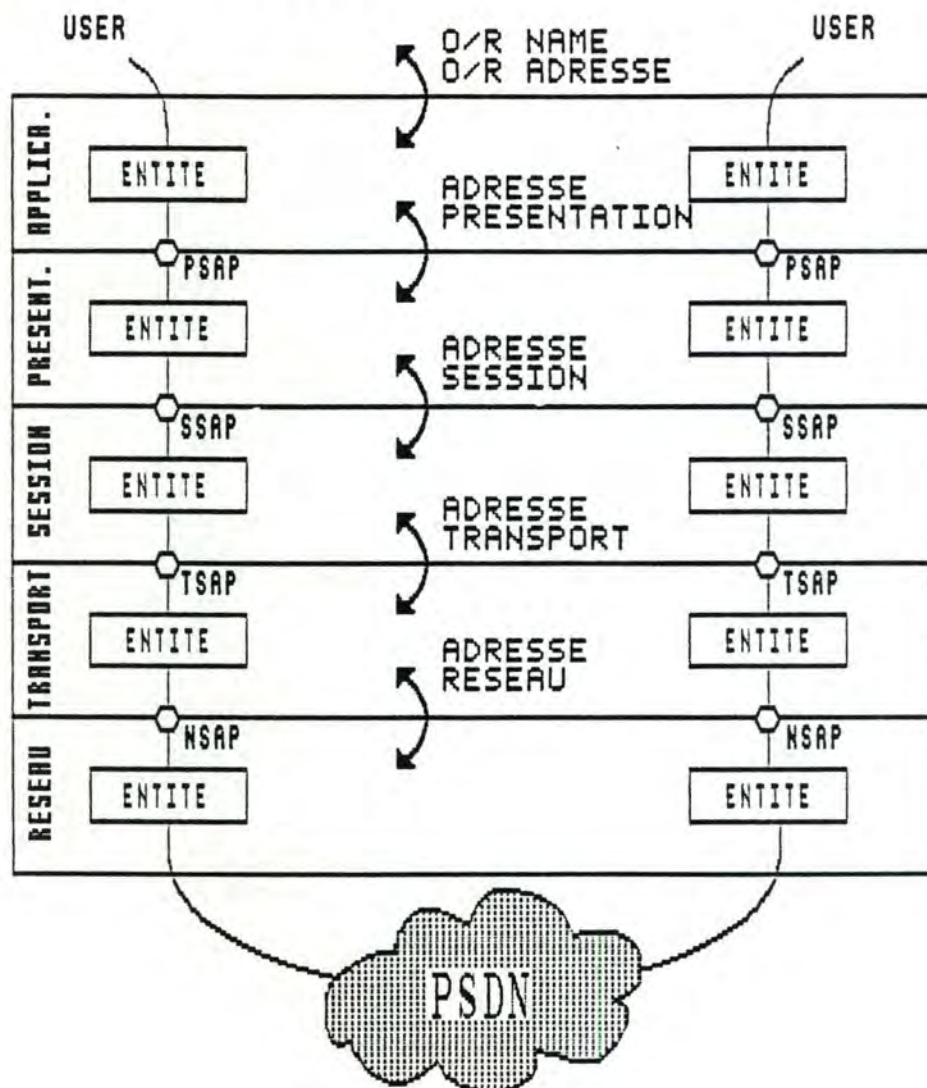 USER
O/R NAME
O/R ADRESSE
USER
APPLICA.
ENTITE
ADRESSE
PRESENTATION
ENTITE
PSAP
PSAP
PRESENT.
ENTITE
ADRESSE
SESSION
ENTITE
SSAP
SSAP
SESSION
ENTITE
ADRESSE
TRANSPORT
ENTITE
TSAP
TSAP
TRANSPORT
ENTITE
ADRESSE
RESEAU
ENTITE
NSAP
NSAP
RESEAU
ENTITE
ENTITE
PSDN